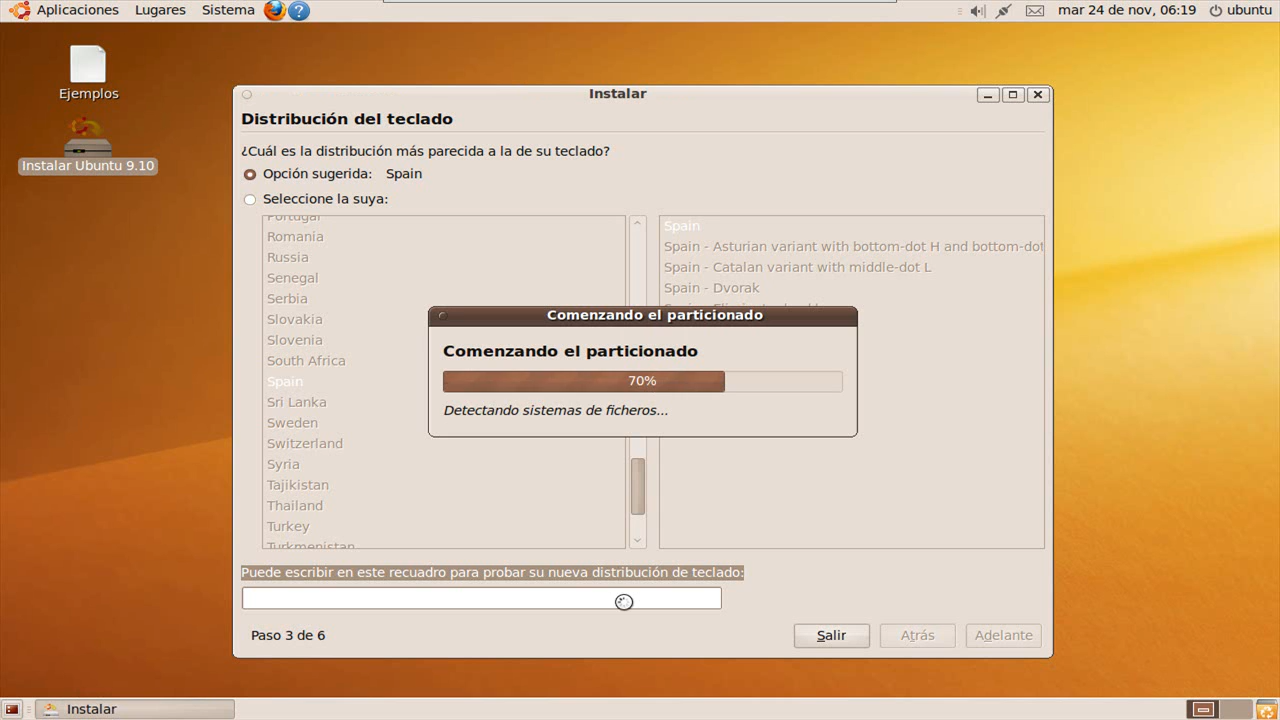 Aplicaciones Lugares Sistema
mar 24 de nov, 06:19 ubuntu
Ejemplos
Instalar Ubuntu 9.10
Instalar
Distribución del teclado
¿Cuál es la distribución más parecida a la de su teclado?
Opción sugerida: Spain
Seleccione la suya:
Portugal
Romania
Russia
Senegal
Serbia
Slovakia
Slovenia
South Africa
Spain
Sri Lanka
Sweden
Switzerland
Syria
Tajikistan
Thailand
Turkey
Turkmenistan
Spain
Spain - Asturian variant with bottom-dot H and bottom-dot
Spain - Catalan variant with middle-dot L
Spain - Dvorak
Comenzando el particionado
Comenzando el particionado
70%
Detectando sistemas de ficheros...
Puede escribir en este recuadro para probar su nueva distribución de teclado:
Paso 3 de 6
Salir Atrás Adelante
Instalar